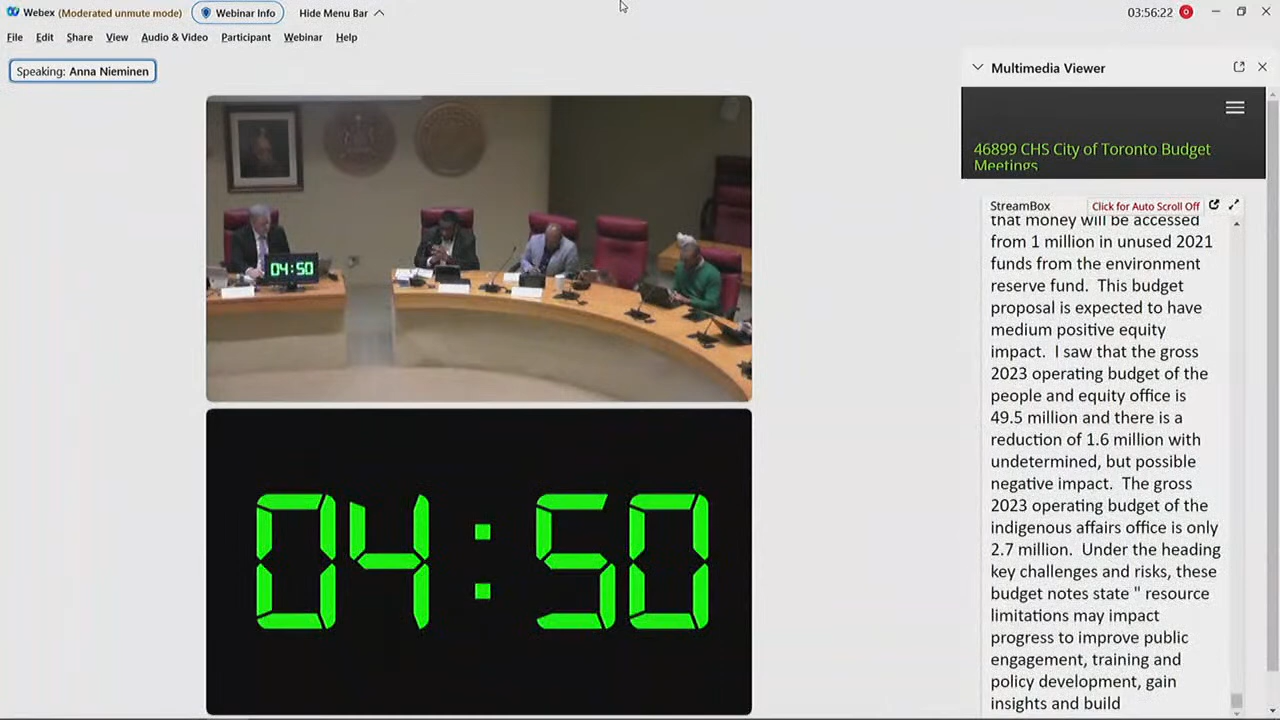 Webex (Moderated unmute mode) Webinar Info Hide Menu Bar 03:56:22
File Edit Share View Audio & Video Participant Webinar Help
Speaking: Anna Nieminen
Multimedia Viewer
46899 CHS City of Toronto Budget
Meetings
StreamBox Click for Auto Scroll Off
that money will be accessed
from 1 million in unused 2021
funds from the environment
reserve fund. This budget
proposal is expected to have
medium positive equity
impact. I saw that the gross
2023 operating budget of the
people and equity office is
49.5 million and there is a
reduction of 1.6 million with
undetermined, but possible
negative impact. The gross
2023 operating budget of the
indigenous affairs office is only
2.7 million. Under the heading
key challenges and risks, these
budget notes state " resource
limitations may impact
progress to improve public
engagement, training and
policy development, gain
insights and build
04:50
04:50